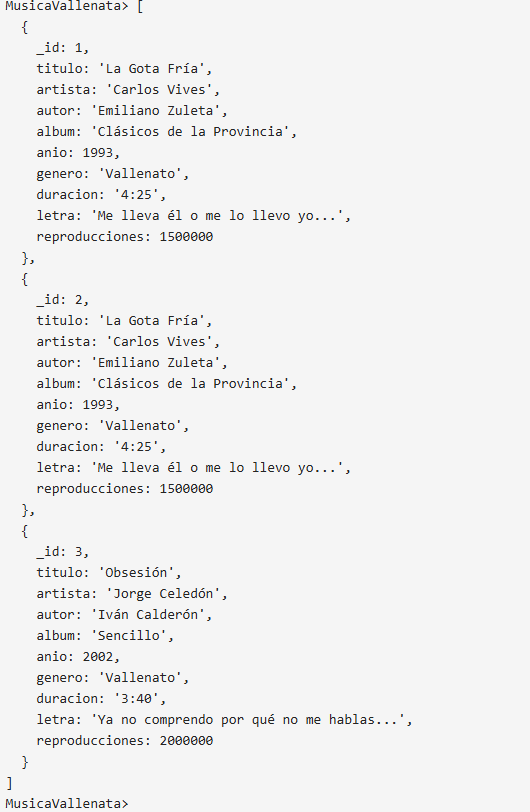 MusicaVallenata> [
  {
    _id: 1,
    titulo: 'La Gota Fría',
    artista: 'Carlos Vives',
    autor: 'Emiliano Zuleta',
    album: 'Clásicos de la Provincia',
    anio: 1993,
    genero: 'Vallenato',
    duracion: '4:25',
    letra: 'Me lleva él o me lo llevo yo...',
    reproducciones: 1500000
  },
  {
    _id: 2,
    titulo: 'La Gota Fría',
    artista: 'Carlos Vives',
    autor: 'Emiliano Zuleta',
    album: 'Clásicos de la Provincia',
    anio: 1993,
    genero: 'Vallenato',
    duracion: '4:25',
    letra: 'Me lleva él o me lo llevo yo...',
    reproducciones: 1500000
  },
  {
    _id: 3,
    titulo: 'Obsesión',
    artista: 'Jorge Celedón',
    autor: 'Iván Calderón',
    album: 'Sencillo',
    anio: 2002,
    genero: 'Vallenato',
    duracion: '3:40',
    letra: 'Ya no comprendo por qué no me hablas...',
    reproducciones: 2000000
  }
]
MusicaVallenata>